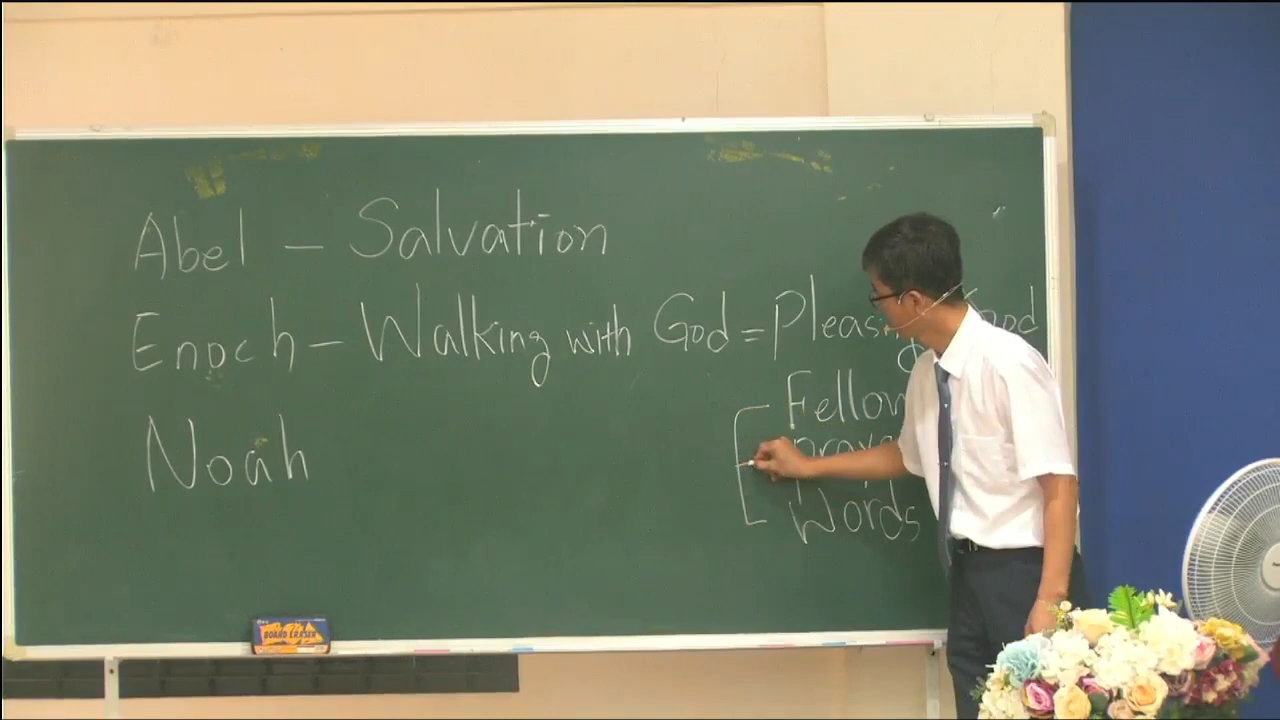 Abel – Salvation
Enoch – Walking with God = Pleasing God
Fellow
Noah
Words
BOARD ERASER